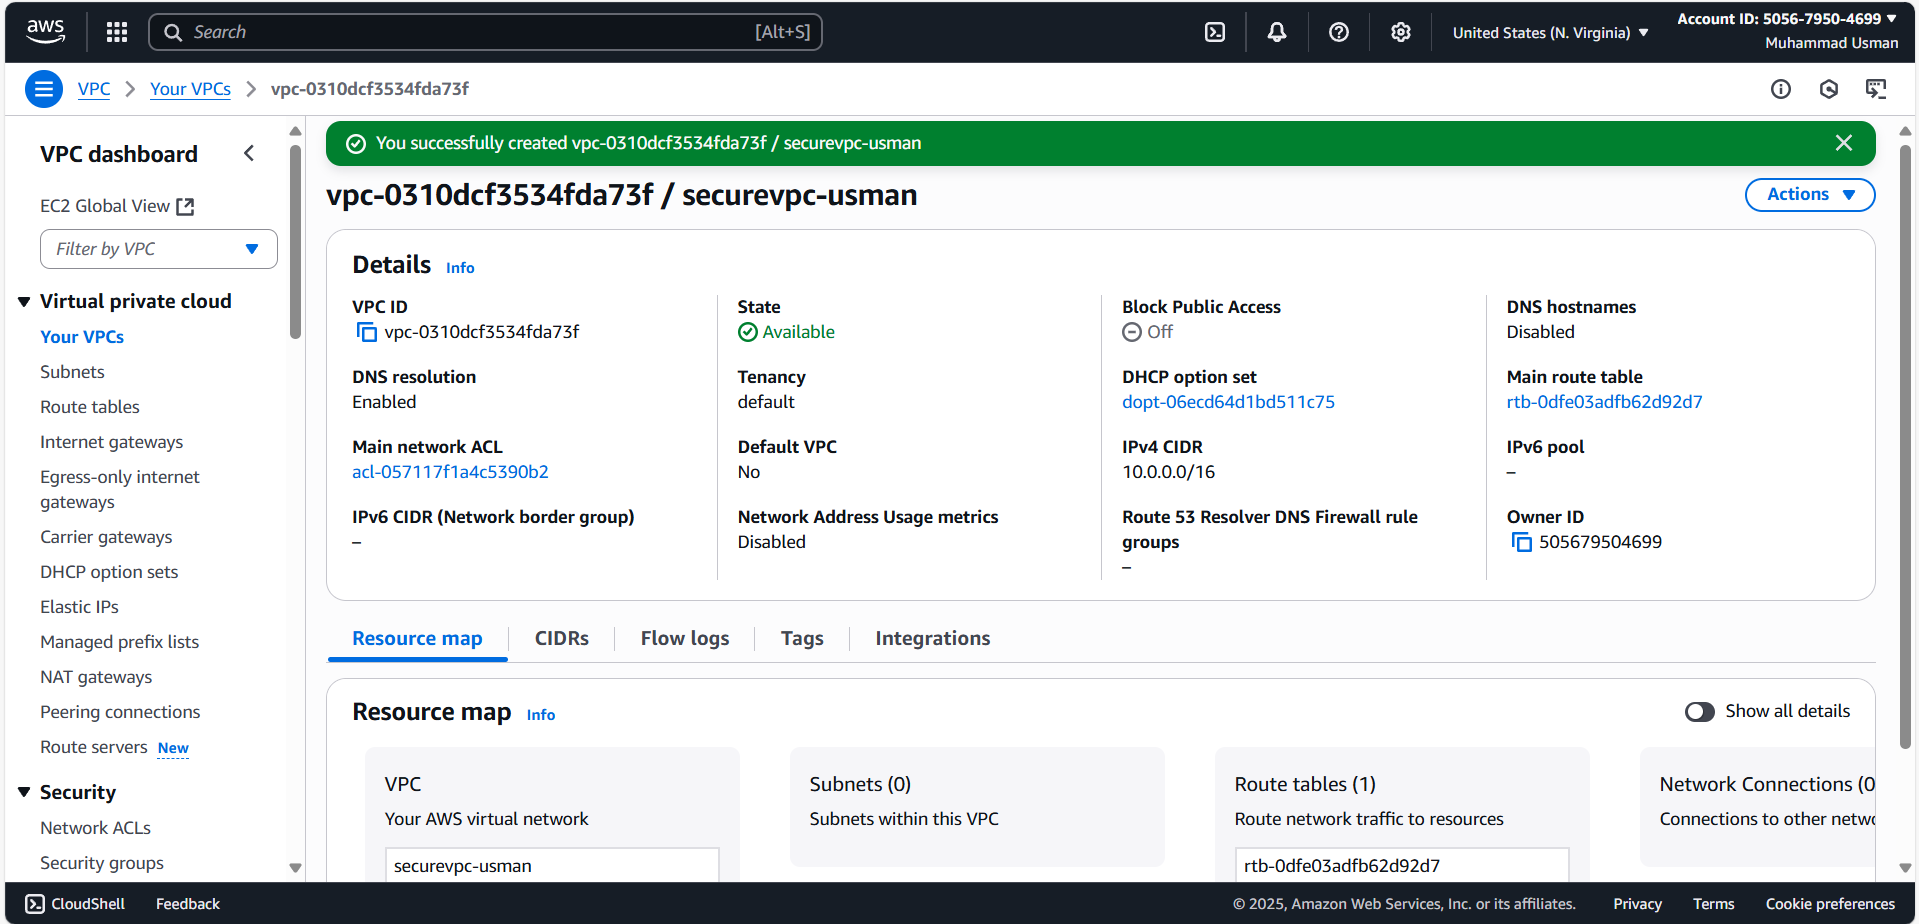 aws
Search [Alt+S]
United States (N. Virginia)
Account ID: 5056-7950-4699
Muhammad Usman
VPC
Your VPCs
vpc-0310dcf3534fda73f
VPC dashboard
EC2 Global View
Filter by VPC
Virtual private cloud
Your VPCs
Subnets
Route tables
Internet gateways
Egress-only internet
gateways
Carrier gateways
DHCP option sets
Elastic IPs
Managed prefix lists
NAT gateways
Peering connections
Route servers New
Security
Network ACLs
Security groups
You successfully created vpc-0310dcf3534fda73f / securevpc-usman
vpc-0310dcf3534fda73f / securevpc-usman
Actions
Details Info
VPC ID
vpc-0310dcf3534fda73f
State
Available
Block Public Access
Off
DNS hostnames
Disabled
DNS resolution
Enabled
Tenancy
default
DHCP option set
dopt-06ecd64d1bd511c75
Main route table
rtb-0dfe03adfb62d92d7
Main network ACL
acl-057117f1a4c5390b2
Default VPC
No
IPv4 CIDR
10.0.0.0/16
IPv6 pool
–
IPv6 CIDR (Network border group)
–
Network Address Usage metrics
Disabled
Route 53 Resolver DNS Firewall rule
groups
–
Owner ID
505679504699
Resource map
CIDRs
Flow logs
Tags
Integrations
Resource map Info
Show all details
VPC
Your AWS virtual network
securevpc-usman
Subnets (0)
Subnets within this VPC
Route tables (1)
Route network traffic to resources
rtb-0dfe03adfb62d92d7
Network Connections (0
Connections to other netw
CloudShell
Feedback
© 2025, Amazon Web Services, Inc. or its affiliates.
Privacy
Terms
Cookie preferences